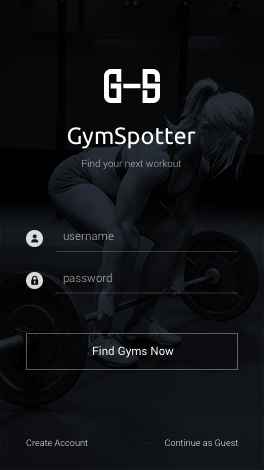 G-S
GymSpotter
Find your next workout
username
password
Find Gyms Now
Create Account - Continue as Guest